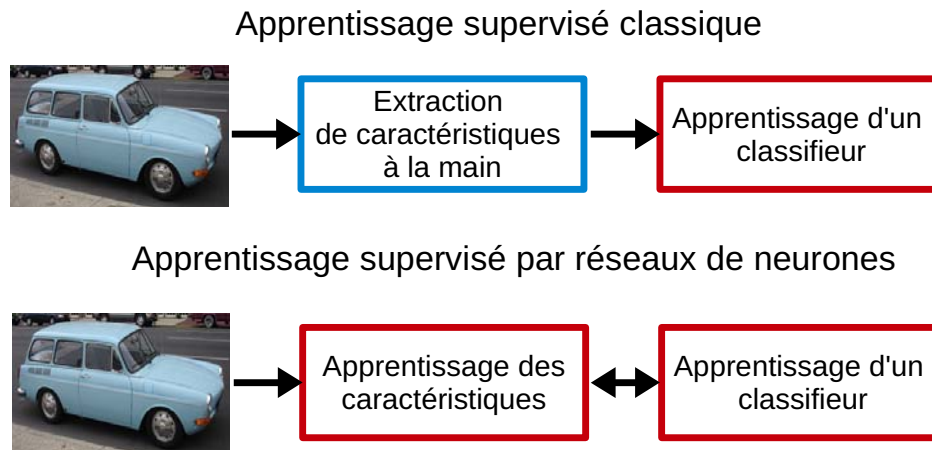 Apprentissage supervisé classique
Extraction
de caractéristiques
à la main
Apprentissage d'un
classifieur
Apprentissage supervisé par réseaux de neurones
Apprentissage des
caractéristiques
Apprentissage d'un
classifieur